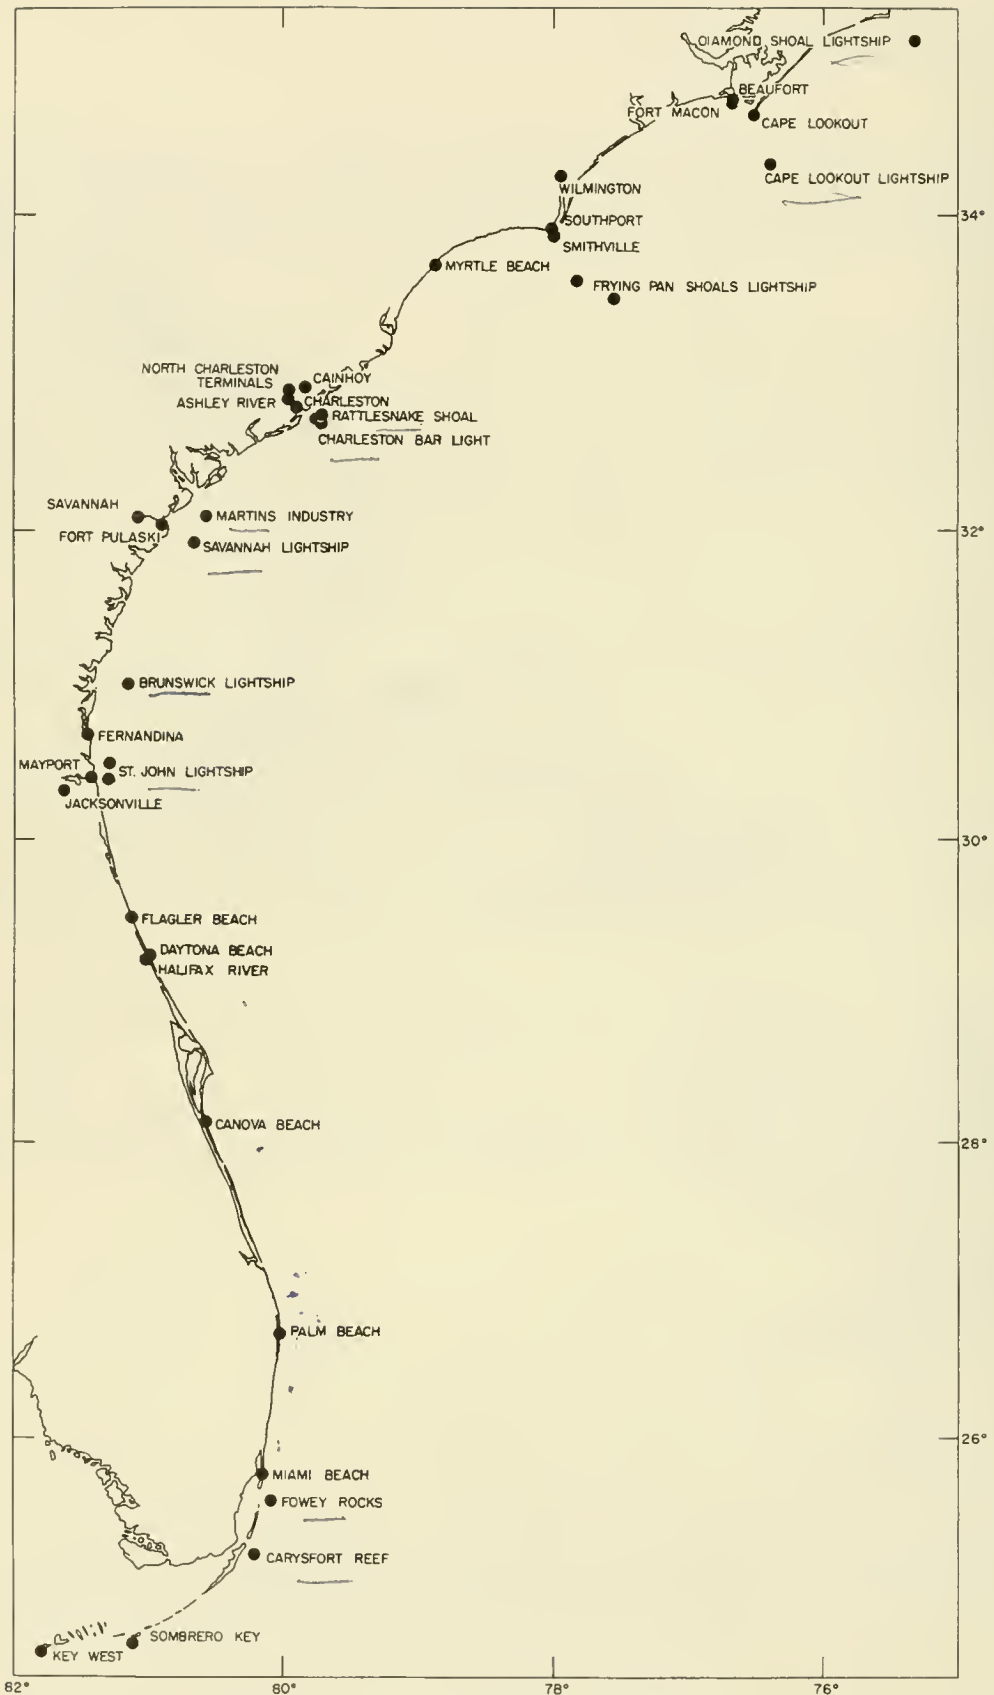 DIAMOND SHOAL LIGHTSHIP
BEAUFORT
FORT MACON
CAPE LOOKOUT
CAPE LOOKOUT LIGHTSHIP
WILMINGTON
34°
SOUTHPORT
SMITHVILLE
MYRTLE BEACH
FRYING PAN SHOALS LIGHTSHIP
NORTH CHARLESTON
TERMINALS
CAINHOY
ASHLEY RIVER
CHARLESTON
RATTLESNAKE SHOAL
CHARLESTON BAR LIGHT
SAVANNAH
MARTINS INDUSTRY
32°
FORT PULASKI
SAVANNAH LIGHTSHIP
BRUNSWICK LIGHTSHIP
FERNANDINA
MAYPORT
ST. JOHN LIGHTSHIP
JACKSONVILLE
30°
FLAGLER BEACH
DAYTONA BEACH
HALIFAX RIVER
CANOVA BEACH
28°
PALM BEACH
26°
MIAMI BEACH
FOWEY ROCKS
CARYSFORT REEF
SOMBRERO KEY
KEY WEST
82°
80°
78°
76°